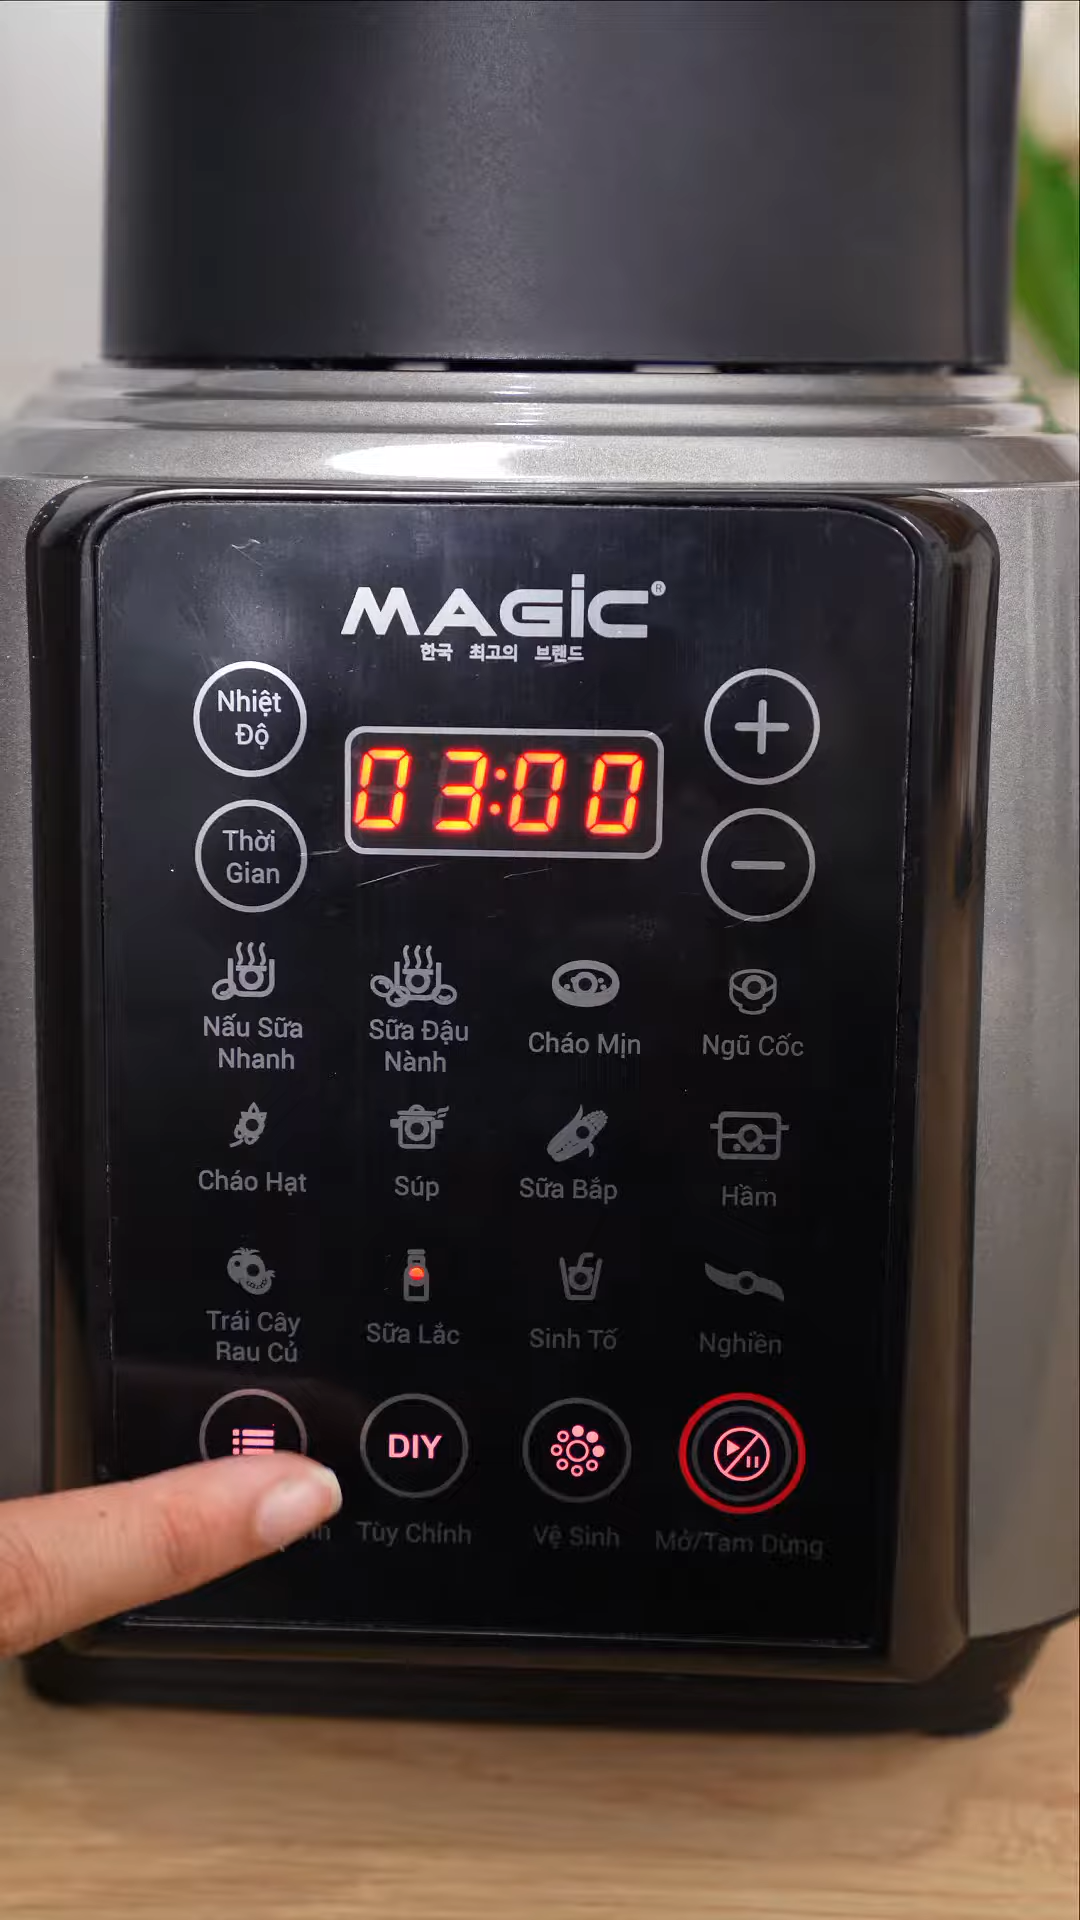 MAGIC®
한국 최고의 브랜드
Nhiệt
Độ
03:00
Thời
Gian
Nấu Sữa
Nhanh
Sữa Đậu
Nành
Cháo Mịn
Ngũ Cốc
Cháo Hạt
Súp
Sữa Bắp
Hầm
Trái Cây
Rau Củ
Sữa Lắc
Sinh Tố
Nghiền
DIY
Tùy Chỉnh
Vệ Sinh
Mở/Tạm Dừng